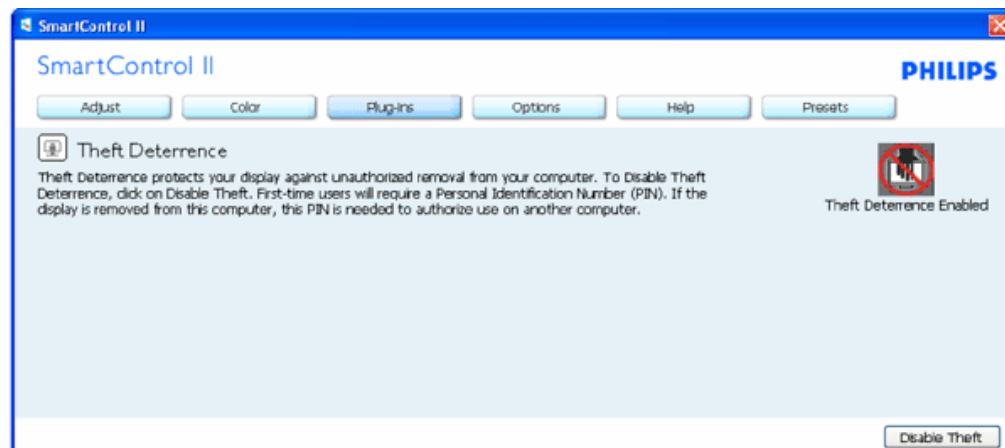 SmartControl II
SmartControl II
PHILIPS
Adjust Color Plug-Ins Options Help Presets
Theft Deterrence
Theft Deterrence protects your display against unauthorized removal from your computer. To Disable Theft
Deterrence, click on Disable Theft. First-time users will require a Personal Identification Number (PIN). If the
display is removed from this computer, this PIN is needed to authorize use on another computer.
Theft Deterrence Enabled
Disable Theft